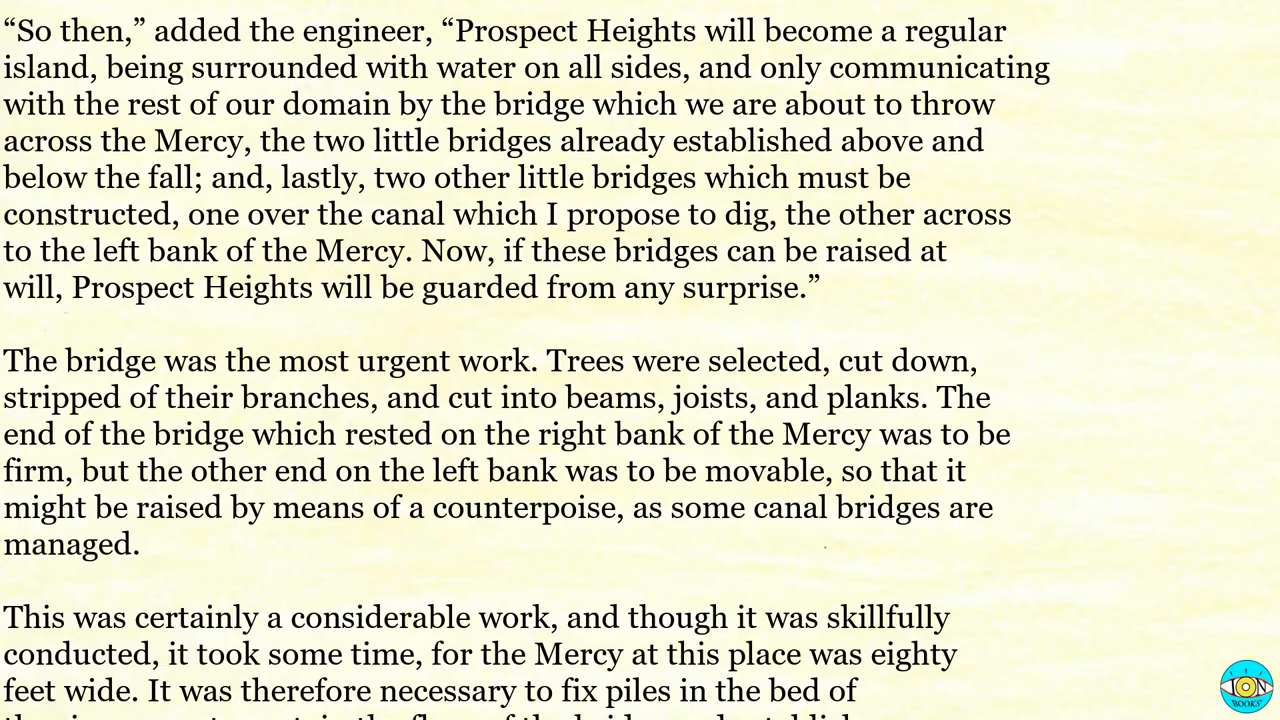 “So then,” added the engineer, “Prospect Heights will become a regular
island, being surrounded with water on all sides, and only communicating
with the rest of our domain by the bridge which we are about to throw
across the Mercy, the two little bridges already established above and
below the fall; and, lastly, two other little bridges which must be
constructed, one over the canal which I propose to dig, the other across
to the left bank of the Mercy. Now, if these bridges can be raised at
will, Prospect Heights will be guarded from any surprise.”
The bridge was the most urgent work. Trees were selected, cut down,
stripped of their branches, and cut into beams, joists, and planks. The
end of the bridge which rested on the right bank of the Mercy was to be
firm, but the other end on the left bank was to be movable, so that it
might be raised by means of a counterpoise, as some canal bridges are
managed.
This was certainly a considerable work, and though it was skillfully
conducted, it took some time, for the Mercy at this place was eighty
feet wide. It was therefore necessary to fix piles in the bed of
ION
BOOKS